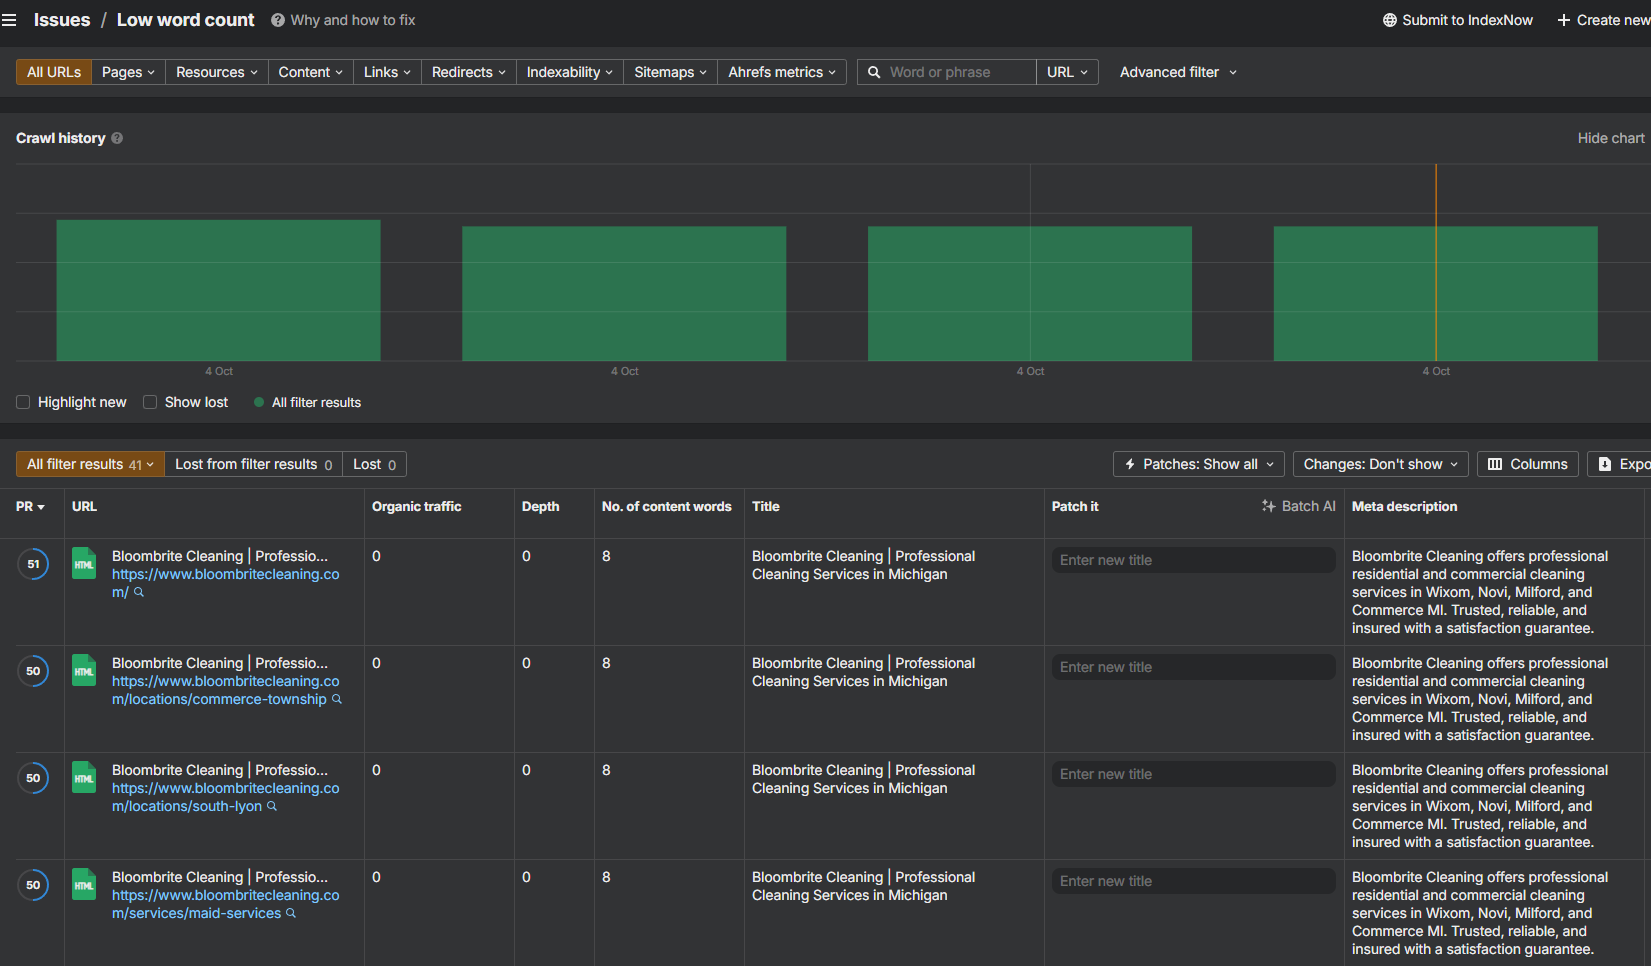 Issues / Low word count Why and how to fix Submit to IndexNow + Create new
All URLs Pages Resources Content Links Redirects Indexability Sitemaps Ahrefs metrics Word or phrase URL Advanced filter
Crawl history Hide chart
4 Oct 4 Oct 4 Oct 4 Oct
Highlight new Show lost All filter results
All filter results 41 Lost from filter results 0 Lost 0 Patches: Show all Changes: Don't show Columns Expo
PR URL Organic traffic Depth No. of content words Title Patch it Batch AI Meta description
51 HTML Bloombrite Cleaning | Professio... 0 0 8 Bloombrite Cleaning | Professional Enter new title Bloombrite Cleaning offers professional
https://www.bloombritecleaning.co Cleaning Services in Michigan residential and commercial cleaning
m/ services in Wixom, Novi, Milford, and
Commerce MI. Trusted, reliable, and
insured with a satisfaction guarantee.
50 HTML Bloombrite Cleaning | Professio... 0 0 8 Bloombrite Cleaning | Professional Enter new title Bloombrite Cleaning offers professional
https://www.bloombritecleaning.co Cleaning Services in Michigan residential and commercial cleaning
m/locations/commerce-township services in Wixom, Novi, Milford, and
Commerce MI. Trusted, reliable, and
insured with a satisfaction guarantee.
50 HTML Bloombrite Cleaning | Professio... 0 0 8 Bloombrite Cleaning | Professional Enter new title Bloombrite Cleaning offers professional
https://www.bloombritecleaning.co Cleaning Services in Michigan residential and commercial cleaning
m/locations/south-lyon services in Wixom, Novi, Milford, and
Commerce MI. Trusted, reliable, and
insured with a satisfaction guarantee.
50 HTML Bloombrite Cleaning | Professio... 0 0 8 Bloombrite Cleaning | Professional Enter new title Bloombrite Cleaning offers professional
https://www.bloombritecleaning.co Cleaning Services in Michigan residential and commercial cleaning
m/services/maid-services services in Wixom, Novi, Milford, and
Commerce MI. Trusted, reliable, and
insured with a satisfaction guarantee.